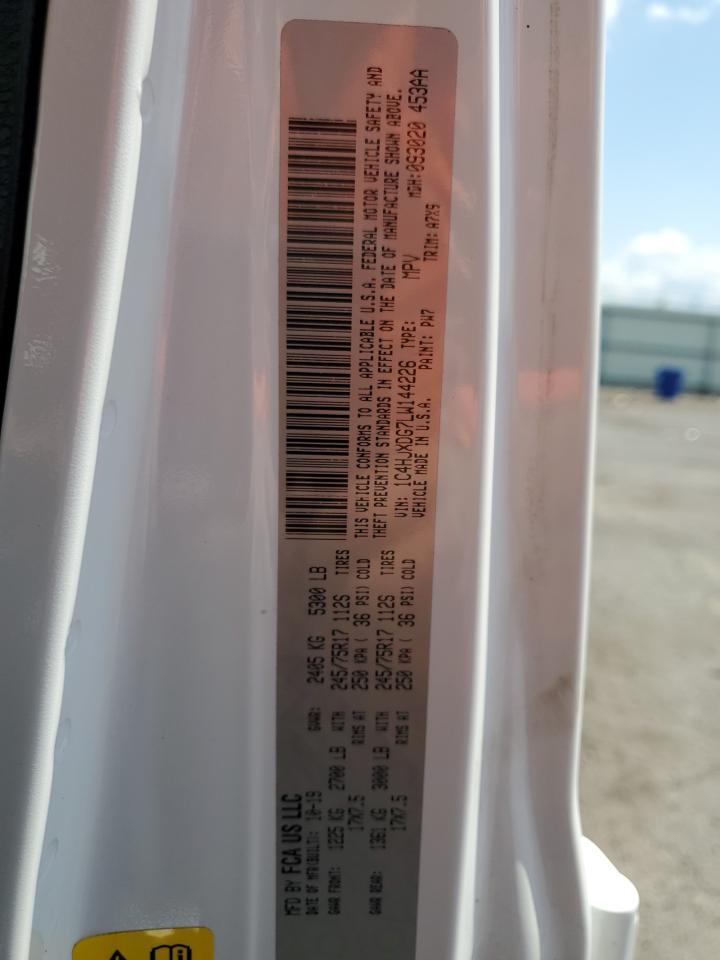 MFD BY FCA US LLC
DATE OF MFR(BUILT): 10-19 GVWR: 2405 KG 5300 LB
GAWR FRONT: 1225 KG 2700 LB WITH 245/75R17 112S TIRES
17X7.5 RIMS AT 250 KPA ( 36 PSI) COLD
GAWR REAR: 1361 KG 3000 LB WITH 245/75R17 112S TIRES
17X7.5 RIMS AT 250 KPA ( 36 PSI) COLD
THIS VEHICLE CONFORMS TO ALL APPLICABLE U.S.A. FEDERAL MOTOR VEHICLE SAFETY AND
THEFT PREVENTION STANDARDS IN EFFECT ON THE DATE OF MANUFACTURE SHOWN ABOVE.
VIN: 1C4HJXDG7LW144226 TYPE: MPV MDH: 093020 453AA
VEHICLE MADE IN U.S.A. PAINT: PW7 TRIM: A7X9